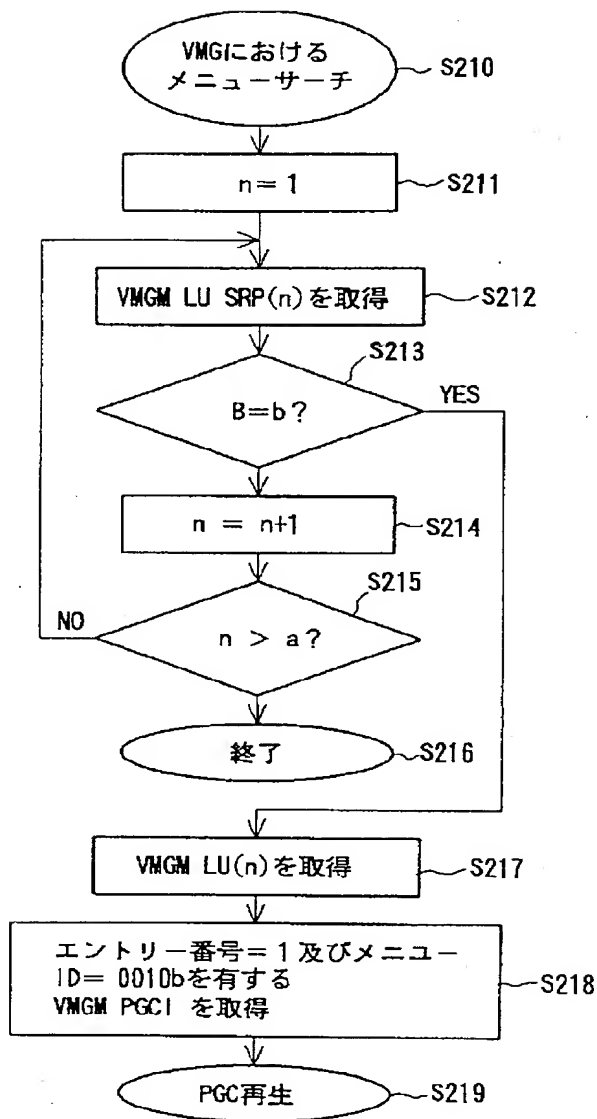 VMGにおける
メニューサーチ
S210
n= 1
S211
VMGM LU SRP(n)を取得
S212
S213
B=b?
YES
n = n+1
S214
S215
NO
n > a?
終了
S216
VMGM LU(n)を取得
S217
エントリー番号=1及びメニュー
ID= 0010bを有する
VMGM PGCI を取得
S218
PGC再生
S219